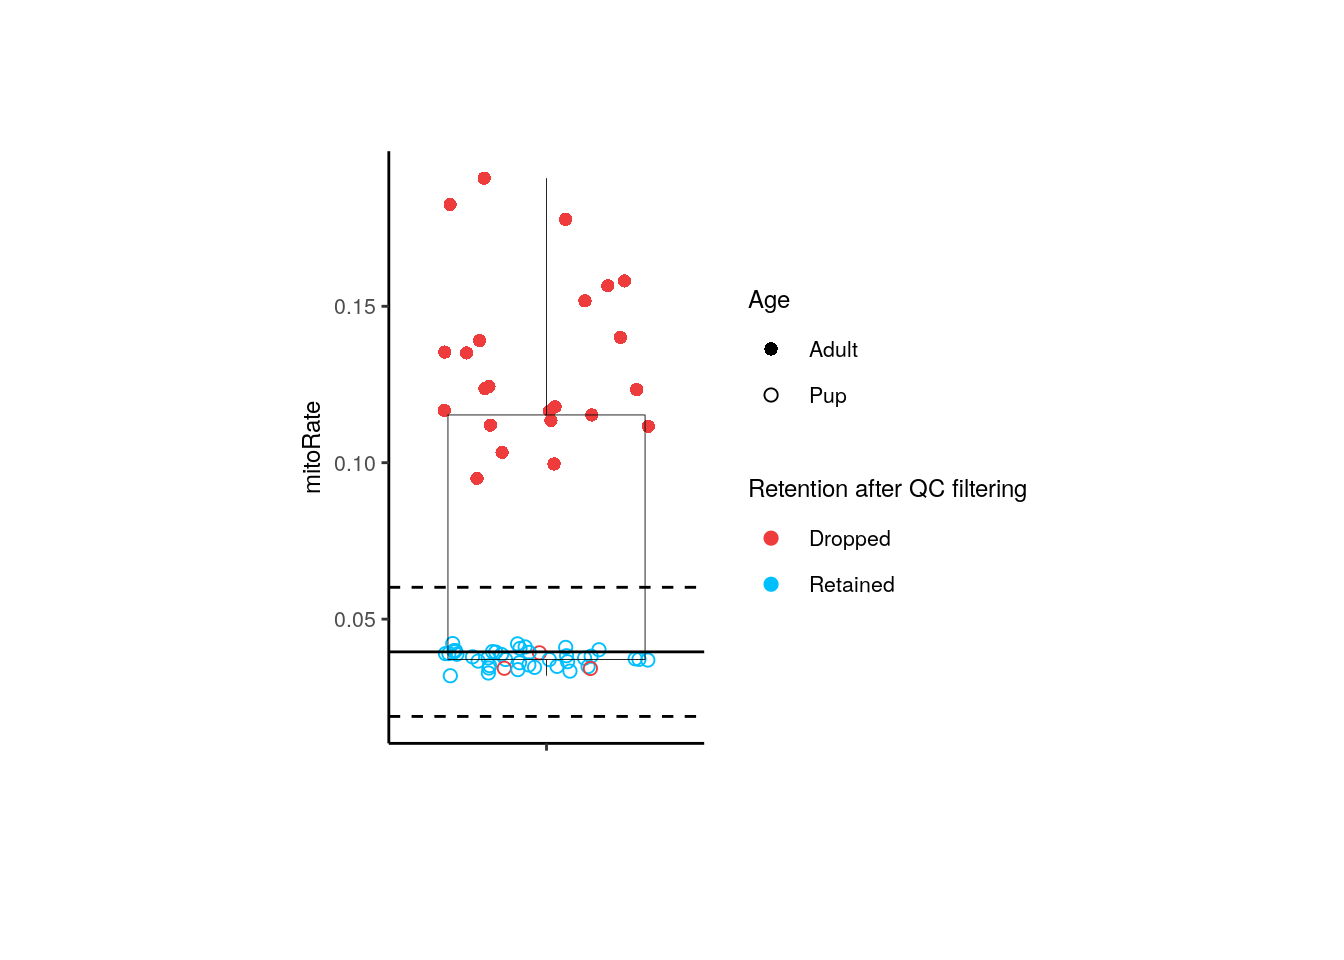 mitoRate
0.15
0.10
0.05
Age
Adult
Pup
Retention after QC filtering
Dropped
Retained